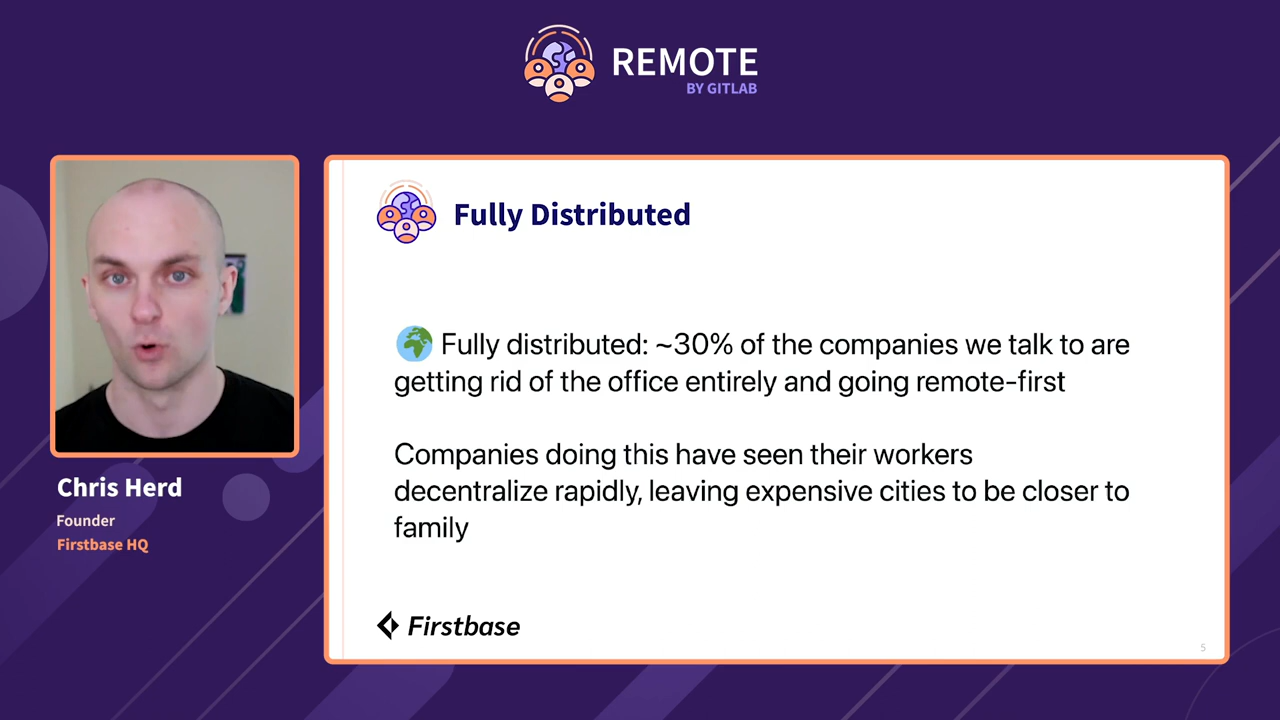 REMOTE
BY GITLAB
Fully Distributed
🌍 Fully distributed: ~30% of the companies we talk to are
getting rid of the office entirely and going remote-first
Companies doing this have seen their workers
decentralize rapidly, leaving expensive cities to be closer to
family
Firstbase
5
Chris Herd
Founder
Firstbase HQ